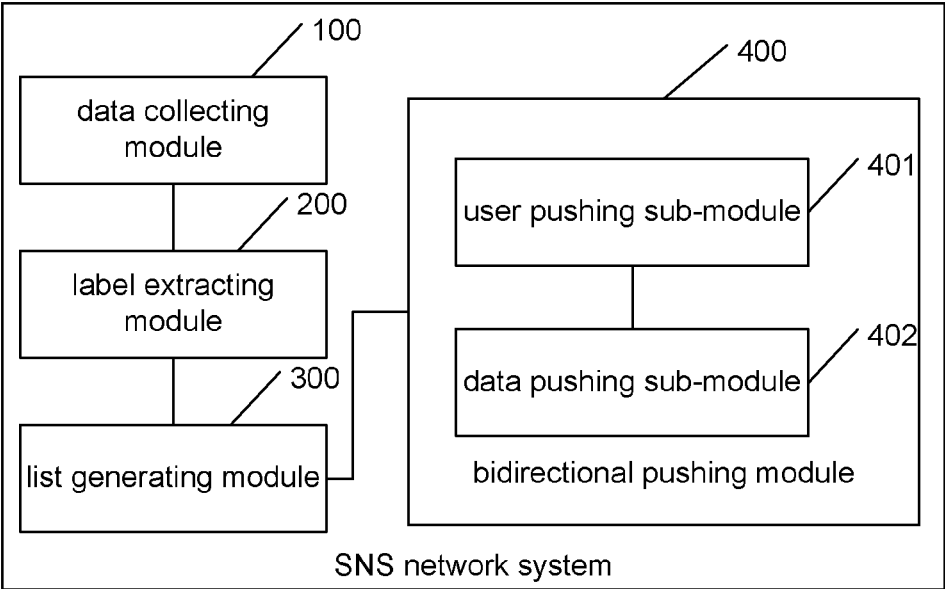 100
data collecting
module
200
label extracting
module
300
list generating module
400
401
user pushing sub-module
402
data pushing sub-module
bidirectional pushing module
SNS network system